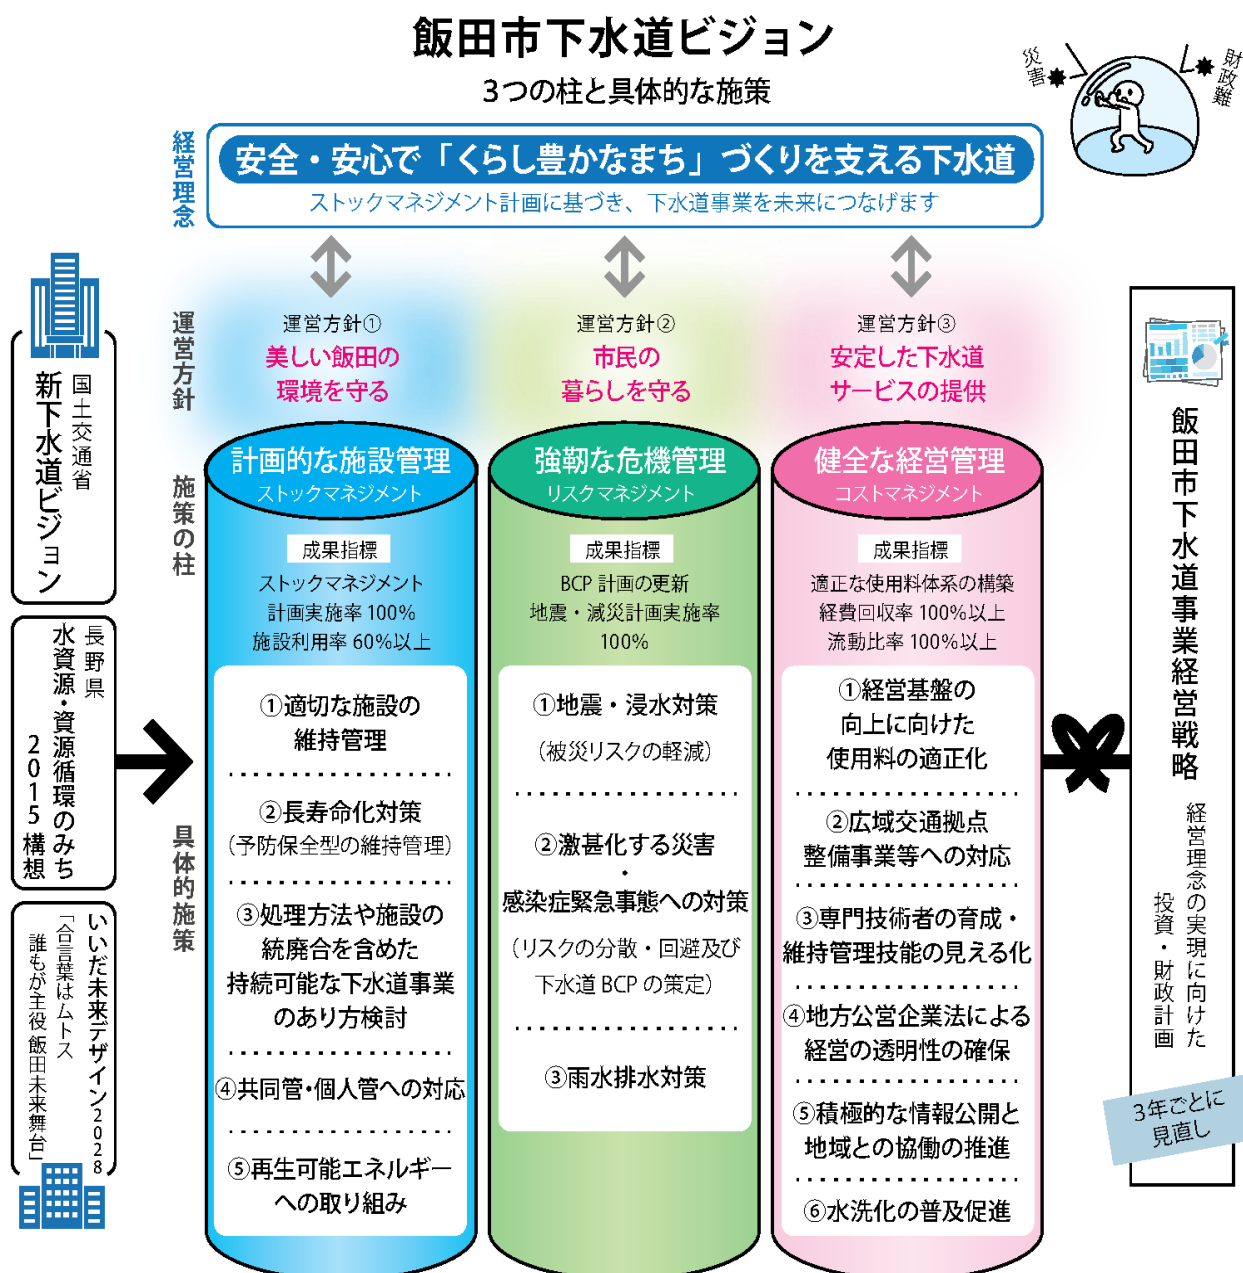 飯田市下水道ビジョン
3つの柱と具体的な施策
災害
財政難
経営理念
安全・安心で「くらし豊かなまち」づくりを支える下水道
ストックマネジメント計画に基づき、下水道事業を未来につなげます
国土交通省
新下水道ビジョン
長野県
水資源・資源循環のみち
2015構想
いいだ未来デザイン2028
「合言葉はムトス
誰もが主役 飯田未来舞台」
運営方針
施策の柱
具体的施策
運営方針①
美しい飯田の
環境を守る
計画的な施設管理
ストックマネジメント
成果指標
ストックマネジメント
計画実施率 100%
施設利用率 60%以上
①適切な施設の
維持管理
②長寿命化対策
(予防保全型の維持管理)
③処理方法や施設の
統廃合を含めた
持続可能な下水道事業
のあり方検討
④共同管・個人管への対応
⑤再生可能エネルギー
への取り組み
運営方針②
市民の
暮らしを守る
強靭な危機管理
リスクマネジメント
成果指標
BCP 計画の更新
地震・減災計画実施率
100%
①地震・浸水対策
(被災リスクの軽減)
②激甚化する災害
・
感染症緊急事態への対策
(リスクの分散・回避及び
下水道 BCP の策定)
③雨水排水対策
運営方針③
安定した下水道
サービスの提供
健全な経営管理
コストマネジメント
成果指標
適正な使用料体系の構築
経費回収率 100%以上
流動比率 100%以上
①経営基盤の
向上に向けた
使用料の適正化
②広域交通拠点
整備事業等への対応
③専門技術者の育成・
維持管理技能の見える化
④地方公営企業法による
経営の透明性の確保
⑤積極的な情報公開と
地域との協働の推進
⑥水洗化の普及促進
飯田市下水道事業経営戦略
経営理念の実現に向けた
投資・財政計画
3年ごとに
見直し